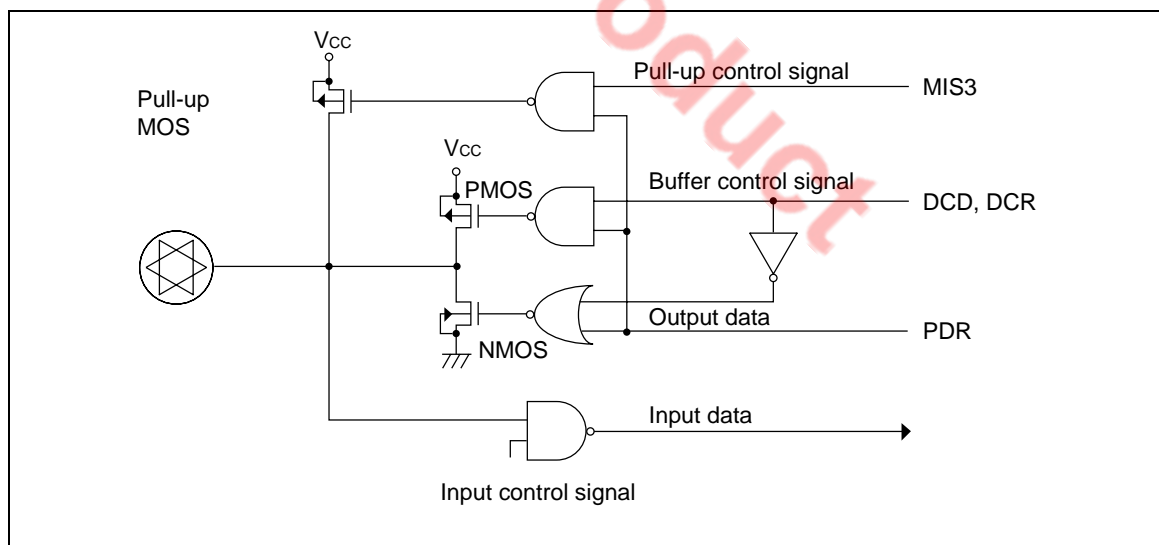 oduct
VCC
Pull-up control signal
MIS3
Pull-up
MOS
VCC
PMOS
Buffer control signal
DCD, DCR
Output data
PDR
NMOS
Input data
Input control signal